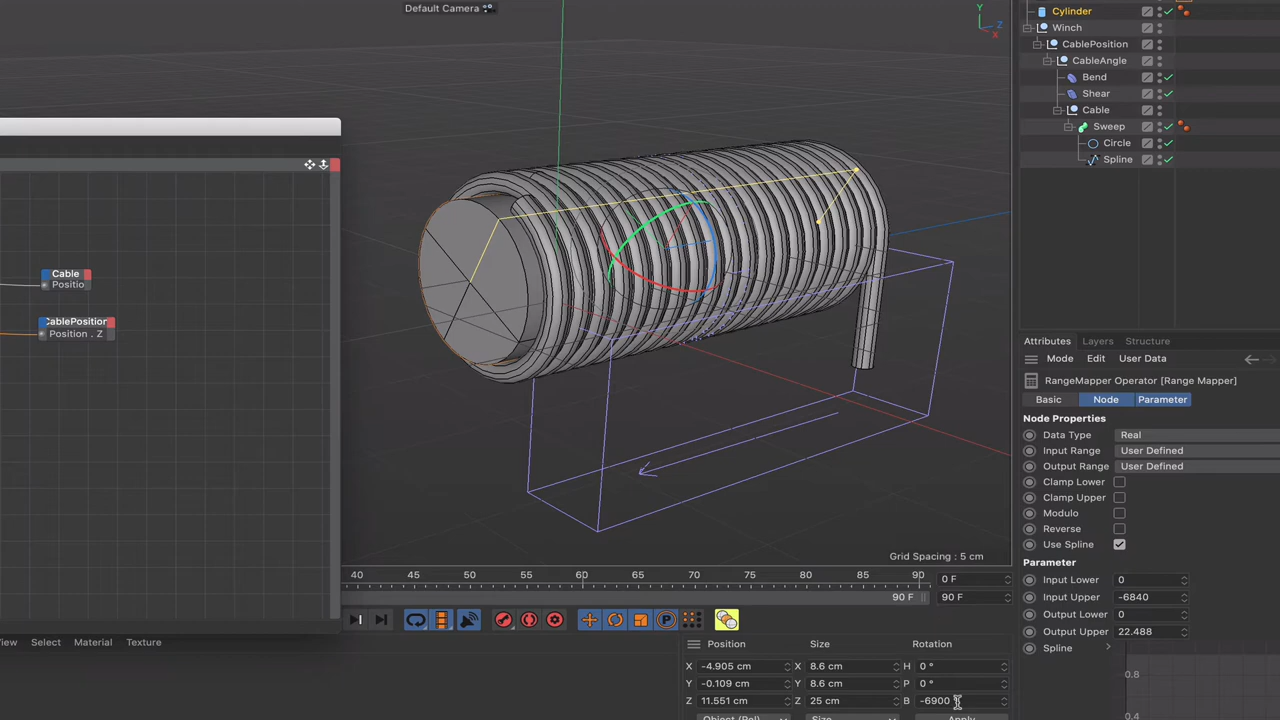 Default Camera
Y
Z
X
Cylinder
Winch
CablePosition
CableAngle
Bend
Shear
Cable
Sweep
Circle
Spline
Cable
Positio
CablePosition
Position . Z
Grid Spacing : 5 cm
Attributes Layers Structure
Mode Edit User Data
RangeMapper Operator [Range Mapper]
Basic Node Parameter
Node Properties
Data Type Real
Input Range User Defined
Output Range User Defined
Clamp Lower
Clamp Upper
Modulo
Reverse
Use Spline
Parameter
Input Lower 0
Input Upper -6840
Output Lower 0
Output Upper 22.488
Spline
0.8
0.4
40 50 60 70 80 90
0 F
90 F 90 F
P
View Select Material Texture
Position Size Rotation
X -4.905 cm X 8.6 cm H 0 °
Y -0.109 cm Y 8.6 cm P 0 °
Z 11.551 cm Z 25 cm B -6900
Object (Rel) Size Apply